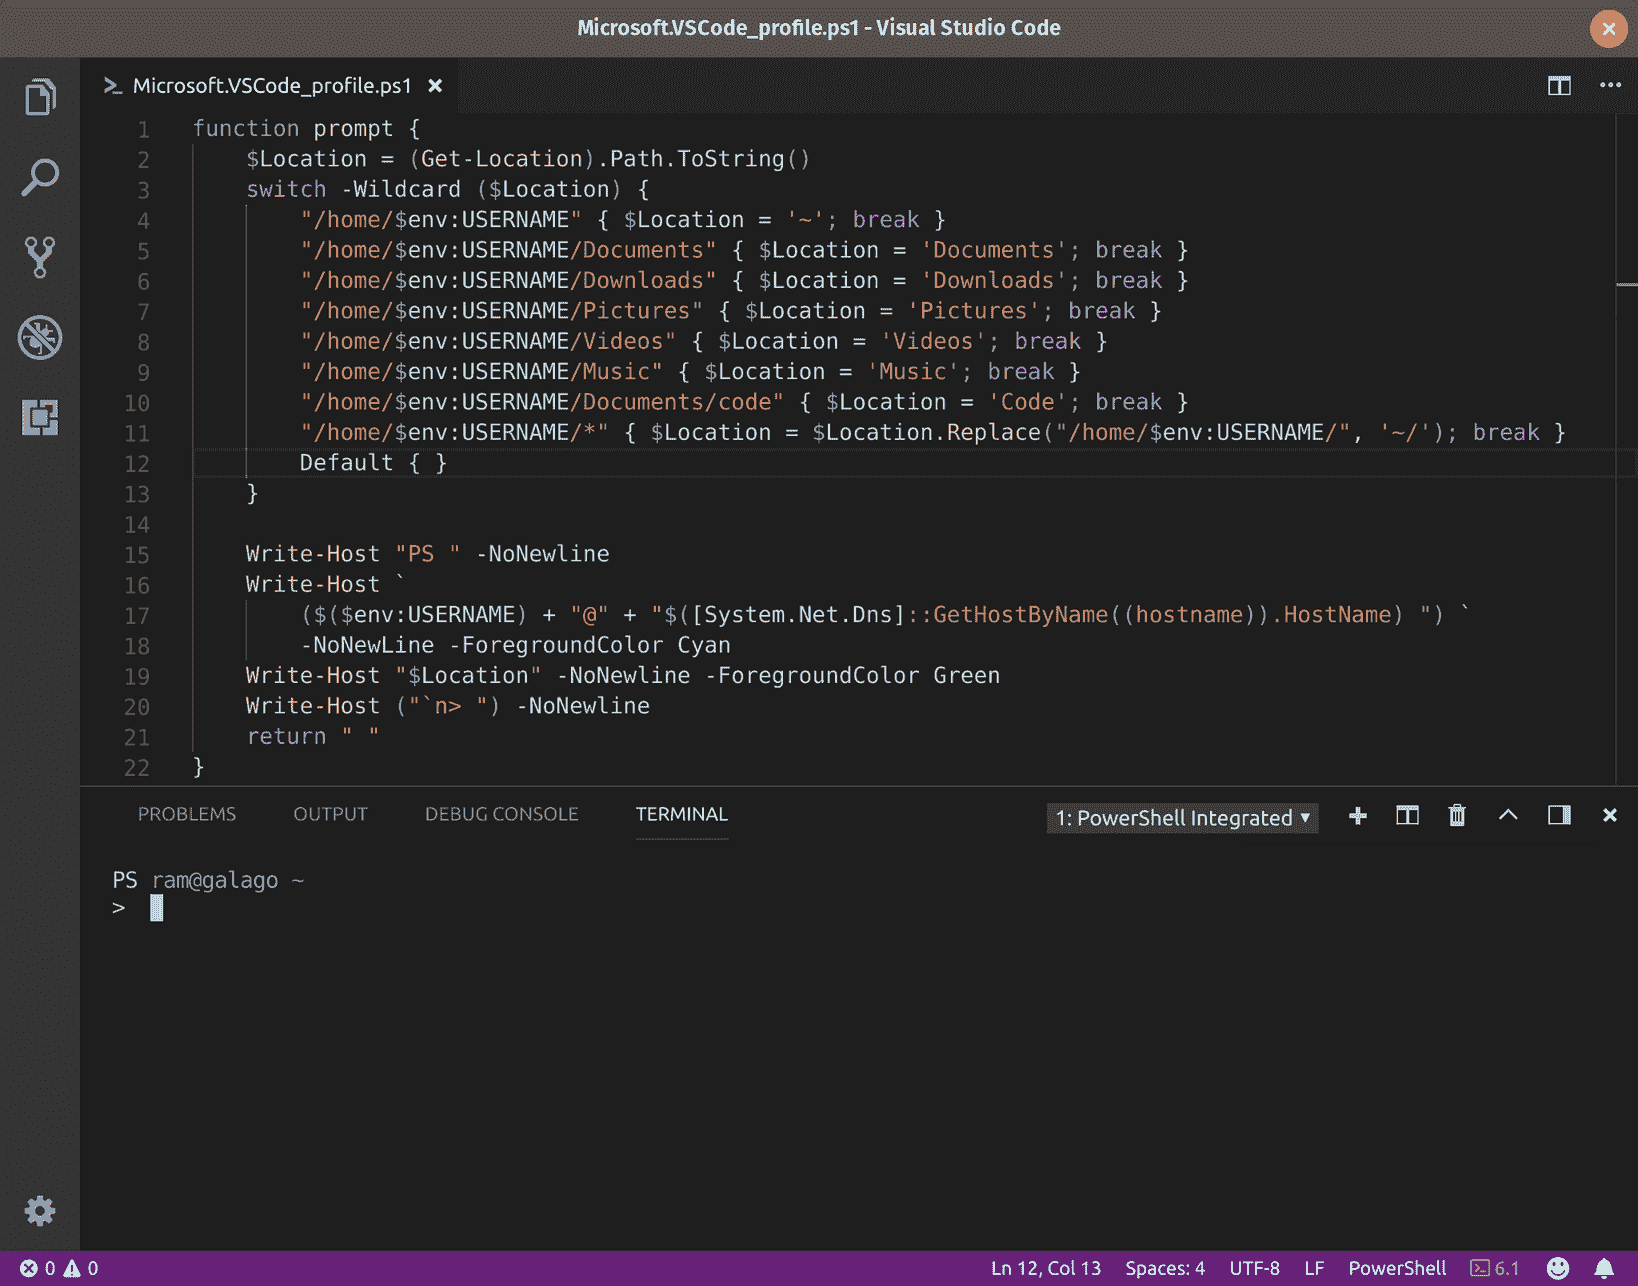 Microsoft.VSCode_profile.ps1 - Visual Studio Code
Microsoft.VSCode_profile.ps1
1 function prompt {
2     $Location = (Get-Location).Path.ToString()
3     switch -Wildcard ($Location) {
4         "/home/$env:USERNAME" { $Location = '~'; break }
5         "/home/$env:USERNAME/Documents" { $Location = 'Documents'; break }
6         "/home/$env:USERNAME/Downloads" { $Location = 'Downloads'; break }
7         "/home/$env:USERNAME/Pictures" { $Location = 'Pictures'; break }
8         "/home/$env:USERNAME/Videos" { $Location = 'Videos'; break }
9         "/home/$env:USERNAME/Music" { $Location = 'Music'; break }
10         "/home/$env:USERNAME/Documents/code" { $Location = 'Code'; break }
11         "/home/$env:USERNAME/*" { $Location = $Location.Replace("/home/$env:USERNAME/", '~/'); break }
12         Default { }
13     }
14
15     Write-Host "PS " -NoNewline
16     Write-Host `
17         ($($env:USERNAME) + "@" + "$([System.Net.Dns]::GetHostByName((hostname)).HostName) ") `
18         -NoNewLine -ForegroundColor Cyan
19     Write-Host "$Location" -NoNewline -ForegroundColor Green
20     Write-Host ("`n> ") -NoNewline
21     return " "
22 }
PROBLEMS OUTPUT DEBUG CONSOLE TERMINAL 1: PowerShell Integrated
PS ram@galago ~
>
0 0 Ln 12, Col 13 Spaces: 4 UTF-8 LF PowerShell 6.1